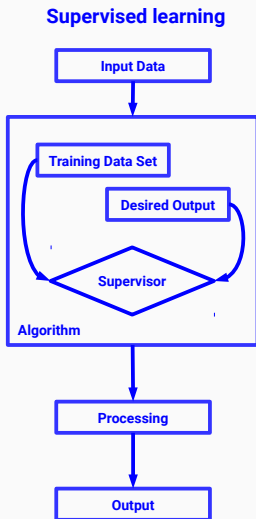 Supervised learning
Input Data
Training Data Set
Desired Output
Supervisor
Algorithm
Processing
Output